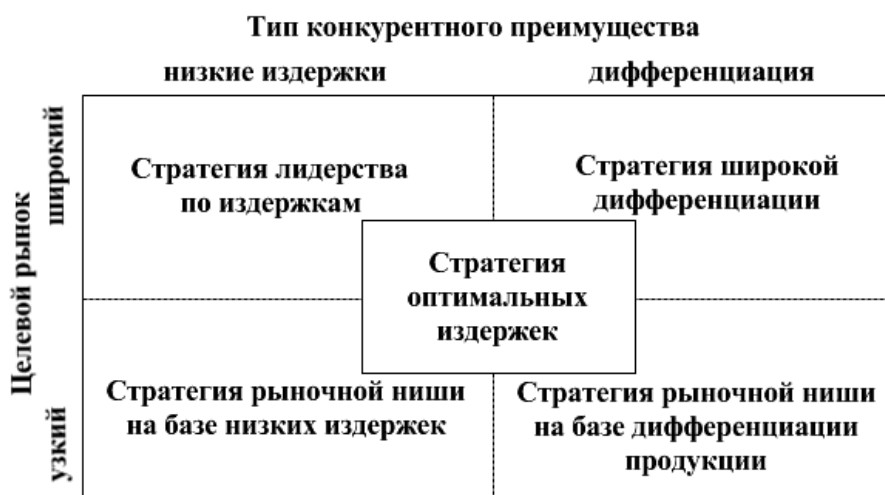 Тип конкурентного преимущества
низкие издержки
дифференциация
Целевой рынок
широкий
узкий
Стратегия лидерства
по издержкам
Стратегия широкой
дифференциации
Стратегия
оптимальных
издержек
Стратегия рыночной ниши
на базе низких издержек
Стратегия рыночной ниши
на базе дифференциации
продукции